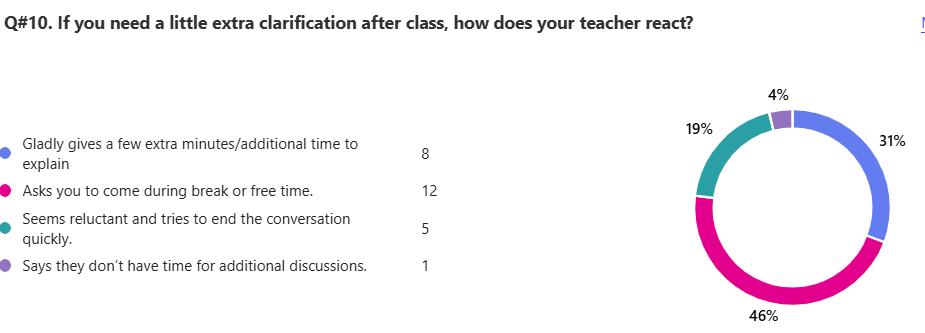 Q#10. If you need a little extra clarification after class, how does your teacher react?
4%
19%
31%
Gladly gives a few extra minutes/additional time to
explain
8
Asks you to come during break or free time.
12
Seems reluctant and tries to end the conversation
quickly.
5
Says they don't have time for additional discussions.
1
46%